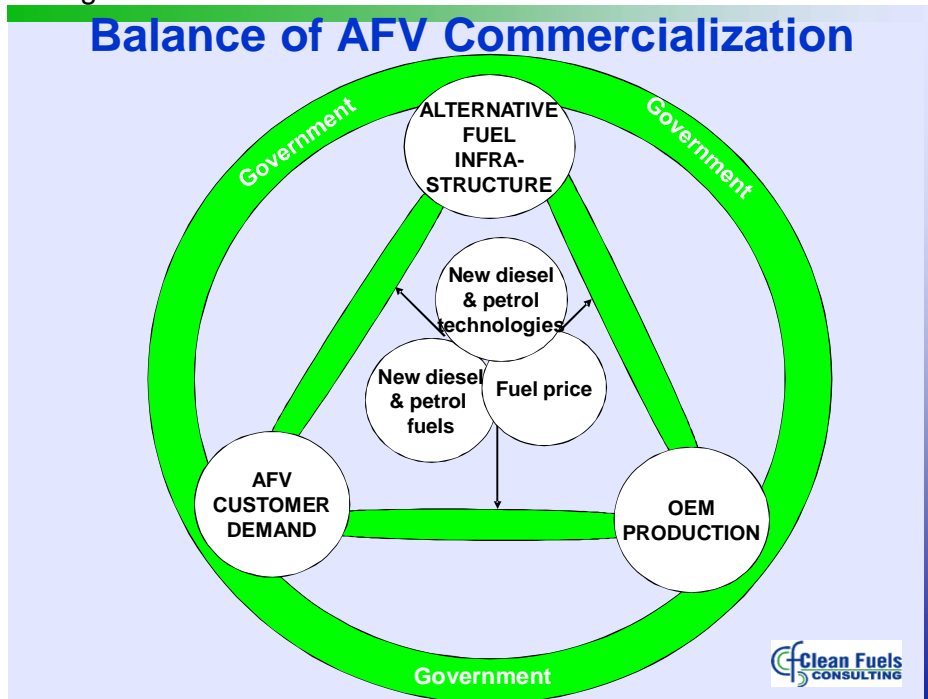 Balance of AFV Commercialization
Government
Government
ALTERNATIVE
FUEL
INFRA-
STRUCTURE
New diesel
& petrol
technologies
New diesel
& petrol
fuels
Fuel price
AFV
CUSTOMER
DEMAND
OEM
PRODUCTION
Government
Clean Fuels
CONSULTING